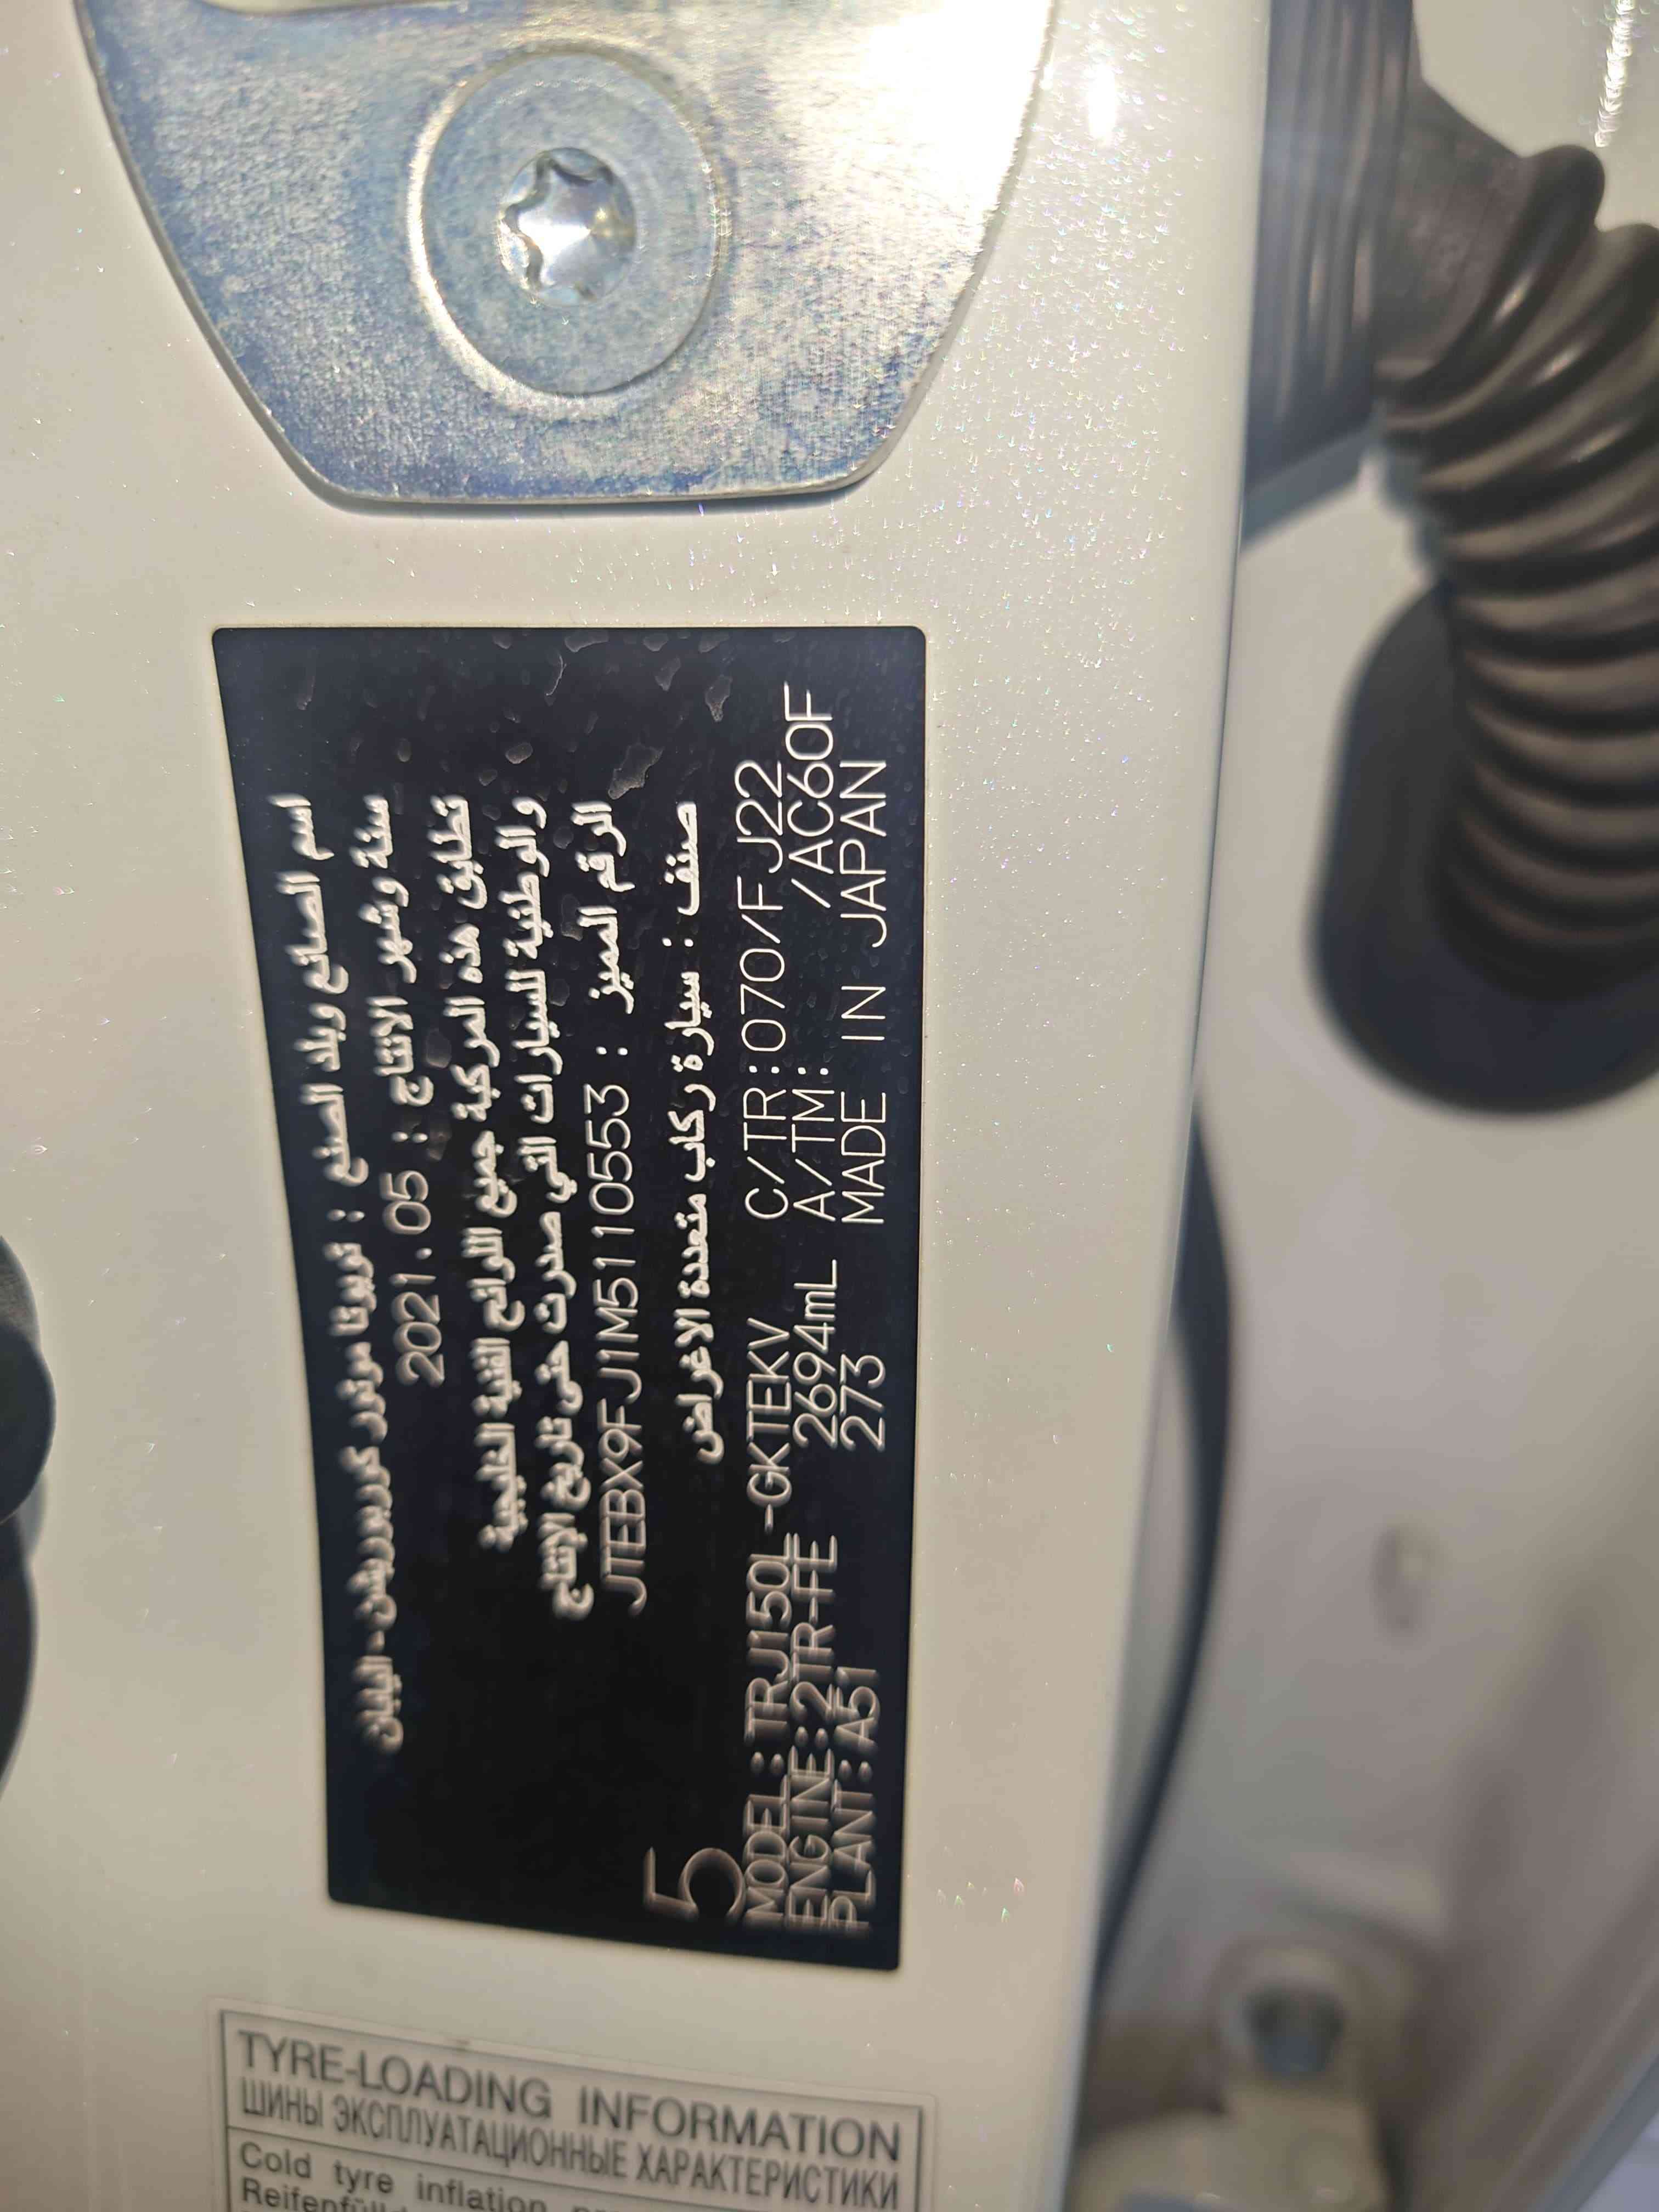 اسم الصانع وبلد الصنع : تويوتا موتور كوربوريشن - اليابان
سنة وشهر الانتاج : 2021.05
تطابق هذه المركبة جميع اللوائح الفنية الخليجية
والوطنية للسيارات التي صدرت حتى تاريخ الإنتاج
الرقم المميز : JTEBX9FJ1M5110553
صنف : سيارة ركاب متعددة الاغراض
5
MODEL:TRJ150L-GKTEKV C/TR:070/FJ22
ENGINE:2TR-FE 2694mL A/TM: /AC60F
PLANT:A51 273 MADE IN JAPAN
TYRE-LOADING INFORMATION
ШИНЫ ЭКСПЛУАТАЦИОННЫЕ ХАРАКТЕРИСТИКИ
Cold tyre inflation